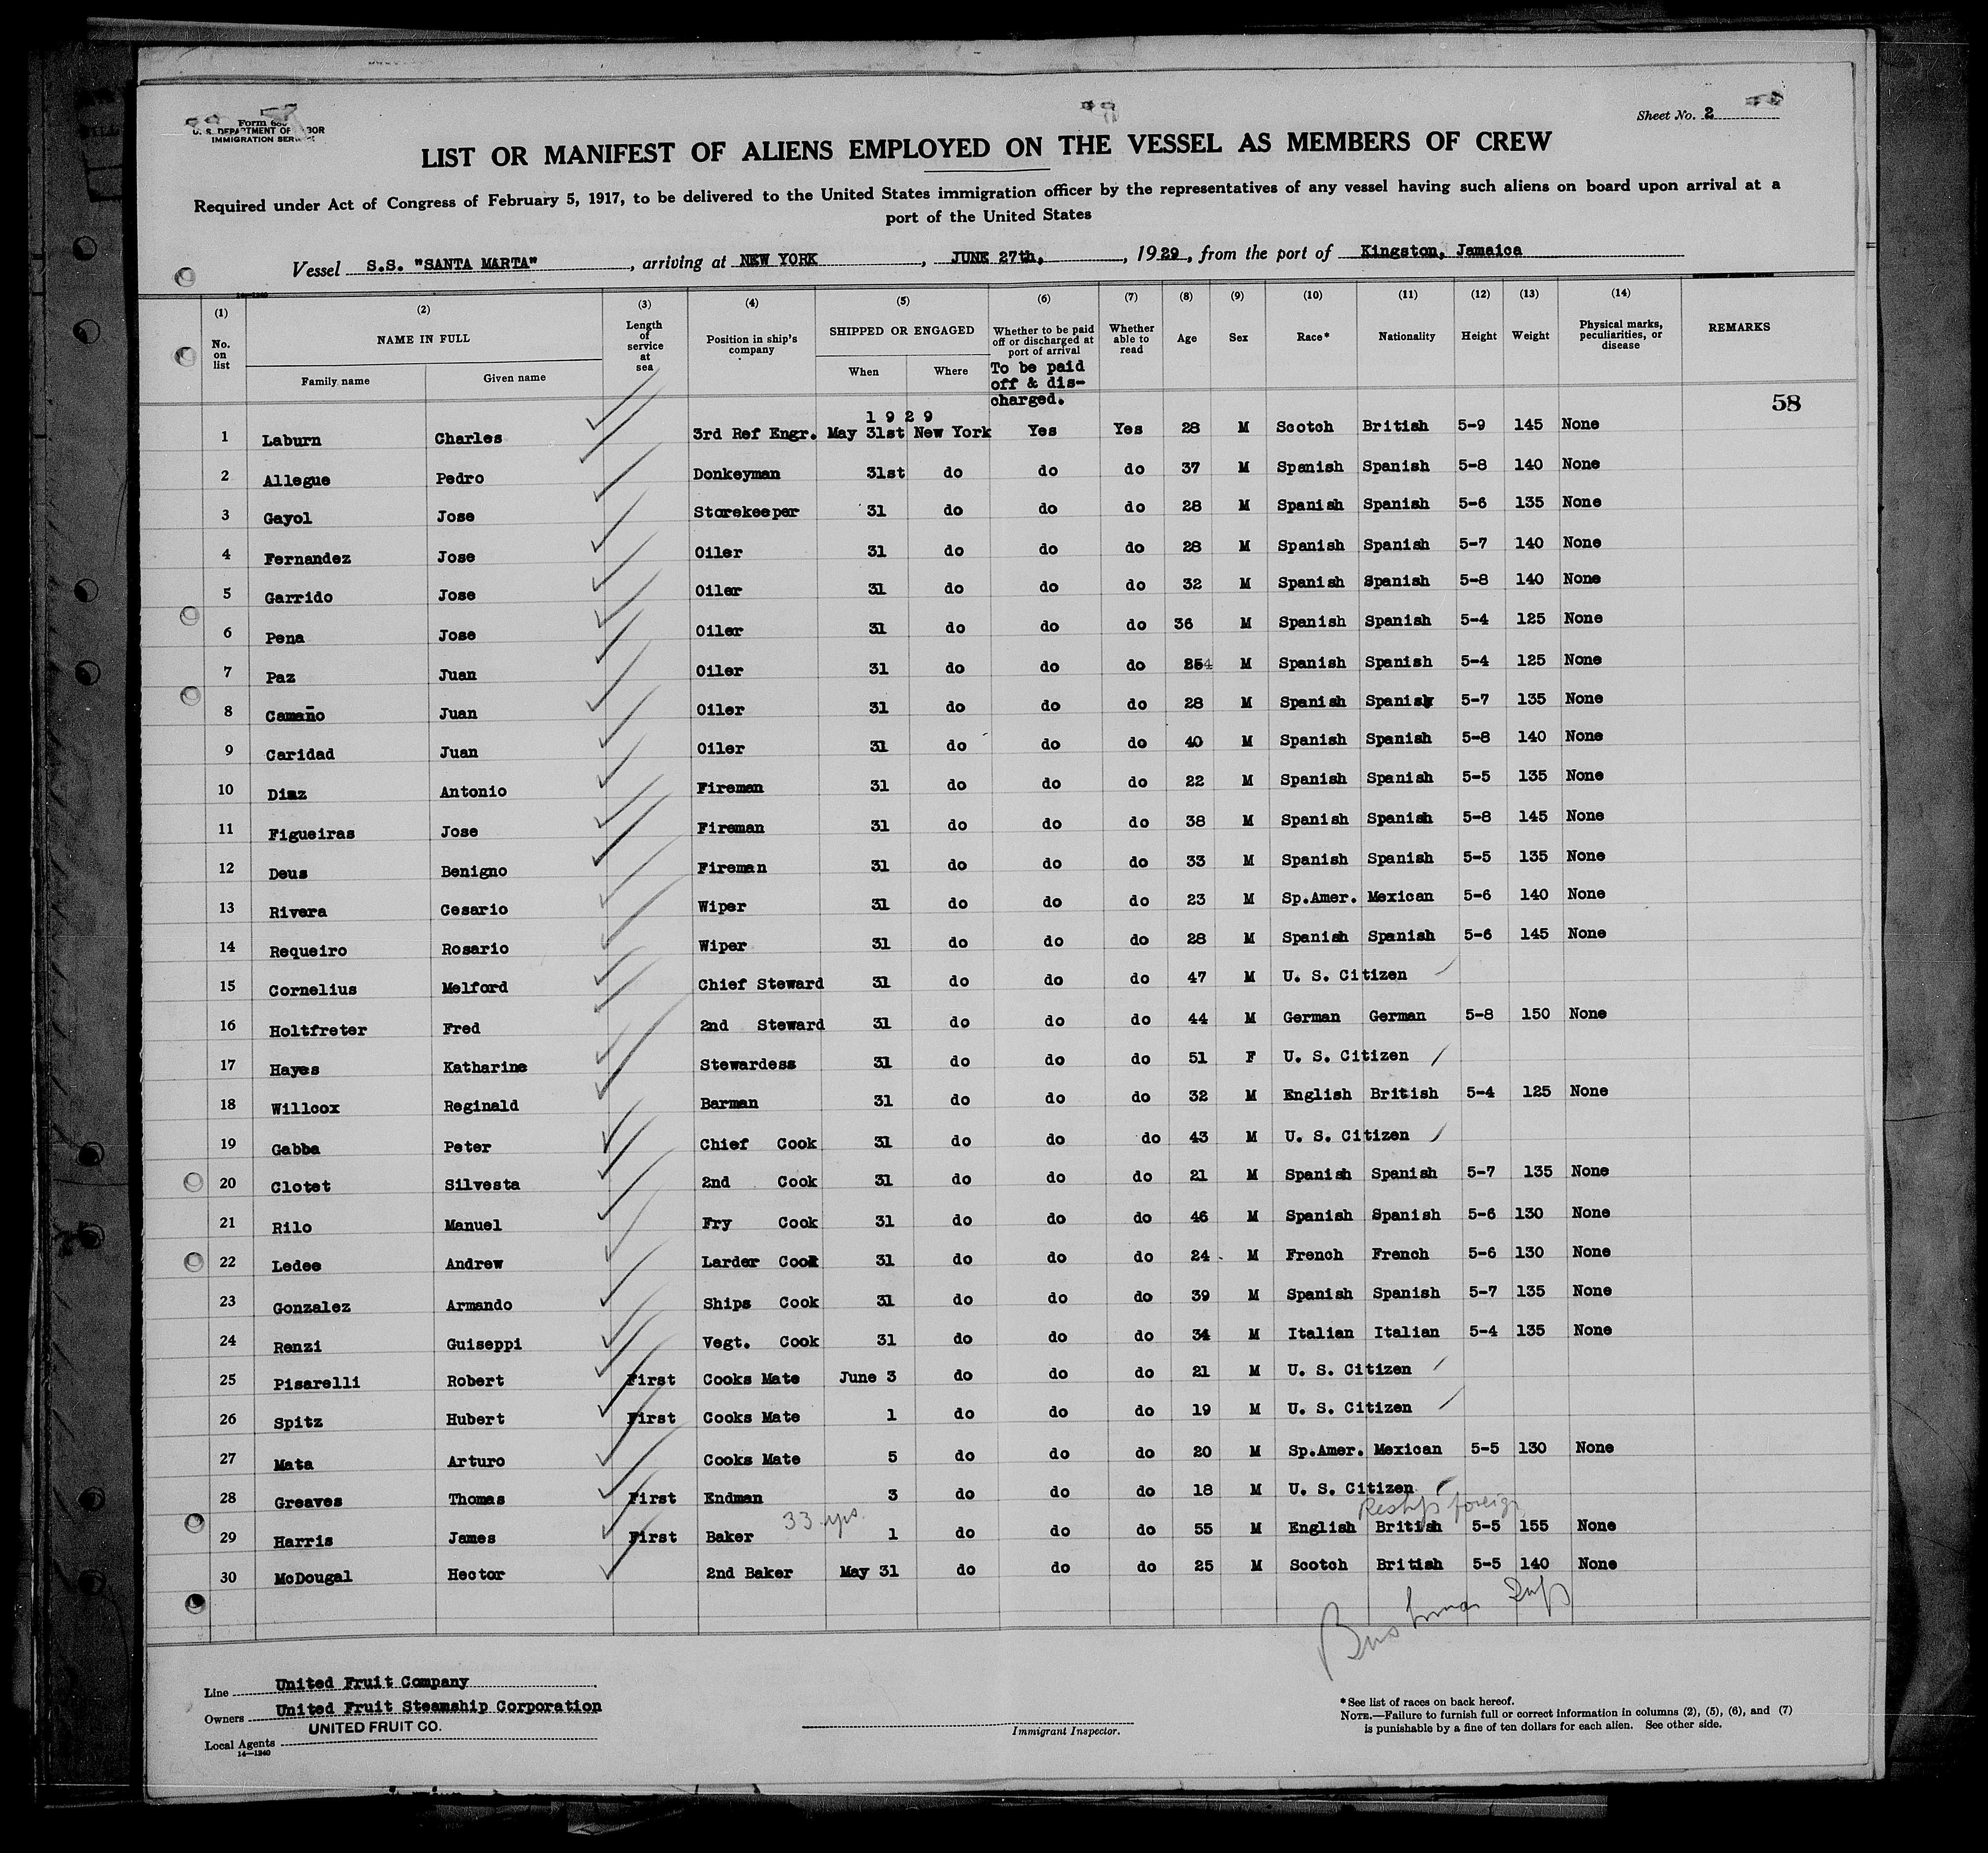 Form 680
U. S. DEPARTMENT OF LABOR
IMMIGRATION SERVICE
Sheet No. 2
LIST OR MANIFEST OF ALIENS EMPLOYED ON THE VESSEL AS MEMBERS OF CREW
Required under Act of Congress of February 5, 1917, to be delivered to the United States immigration officer by the representatives of any vessel having such aliens on board upon arrival at a
port of the United States
Vessel S.S. "SANTA MARTA", arriving at NEW YORK, JUNE 27th, 1929, from the port of Kingston, Jamaica
14-1240
(1) (2) (3) (4) (5) (6) (7) (8) (9) (10) (11) (12) (13) (14)
No. on list NAME IN FULL Family name Given name Length of service at sea Position in ship's company SHIPPED OR ENGAGED When Where Whether to be paid off or discharged at port of arrival Whether able to read Age Sex Race* Nationality Height Weight Physical marks, peculiarities, or disease REMARKS
To be paid off & discharged.
58
1929
1 Laburn Charles 3rd Ref Engr. May 31st New York Yes Yes 28 M Scotch British 5-9 145 None
2 Allegue Pedro Donkeyman 31st do do do 37 M Spanish Spanish 5-8 140 None
3 Gayol Jose Storekeeper 31 do do do 28 M Spanish Spanish 5-6 135 None
4 Fernandez Jose Oiler 31 do do do 28 M Spanish Spanish 5-7 140 None
5 Garrido Jose Oiler 31 do do do 32 M Spanish Spanish 5-8 140 None
6 Pena Jose Oiler 31 do do do 36 M Spanish Spanish 5-4 125 None
7 Paz Juan Oiler 31 do do do 254 M Spanish Spanish 5-4 125 None
8 Camaño Juan Oiler 31 do do do 28 M Spanish Spanish 5-7 135 None
9 Caridad Juan Oiler 31 do do do 40 M Spanish Spanish 5-8 140 None
10 Diaz Antonio Fireman 31 do do do 22 M Spanish Spanish 5-5 135 None
11 Figueiras Jose Fireman 31 do do do 38 M Spanish Spanish 5-8 145 None
12 Deus Benigno Fireman 31 do do do 33 M Spanish Spanish 5-5 135 None
13 Rivera Cesario Wiper 31 do do do 23 M Sp.Amer. Mexican 5-6 140 None
14 Requeiro Rosario Wiper 31 do do do 28 M Spanish Spanish 5-6 145 None
15 Cornelius Melford Chief Steward 31 do do do 47 M U. S. Citizen
16 Holtfreter Fred 2nd Steward 31 do do do 44 M German German 5-8 150 None
17 Hayes Katharine Stewardess 31 do do do 51 F U. S. Citizen
18 Willcox Reginald Barman 31 do do do 32 M English British 5-4 125 None
19 Gabba Peter Chief Cook 31 do do do 43 M U. S. Citizen
20 Clotet Silvesta 2nd Cook 31 do do do 21 M Spanish Spanish 5-7 135 None
21 Rilo Manuel Fry Cook 31 do do do 46 M Spanish Spanish 5-6 130 None
22 Ledee Andrew Larder Cook 31 do do do 24 M French French 5-6 130 None
23 Gonzalez Armando Ships Cook 31 do do do 39 M Spanish Spanish 5-7 135 None
24 Renzi Guiseppi Vegt. Cook 31 do do do 34 M Italian Italian 5-4 135 None
25 Pisarelli Robert First Cooks Mate June 3 do do do 21 M U. S. Citizen
26 Spitz Hubert First Cooks Mate 1 do do do 19 M U. S. Citizen
27 Mata Arturo Cooks Mate 5 do do do 20 M Sp.Amer. Mexican 5-5 130 None
28 Greaves Thomas First Endman 3 do do do 18 M U. S. Citizen
33 yrs. Reships foreign
29 Harris James First Baker 1 do do do 55 M English British 5-5 155 None
30 McDougal Hector 2nd Baker May 31 do do do 25 M Scotch British 5-5 140 None
Line United Fruit Company
Owners United Fruit Steamship Corporation
UNITED FRUIT CO.
Local Agents
14-1240
Immigrant Inspector.
*See list of races on back hereof.
NOTE.—Failure to furnish full or correct information in columns (2), (5), (6), and (7)
is punishable by a fine of ten dollars for each alien. See other side.